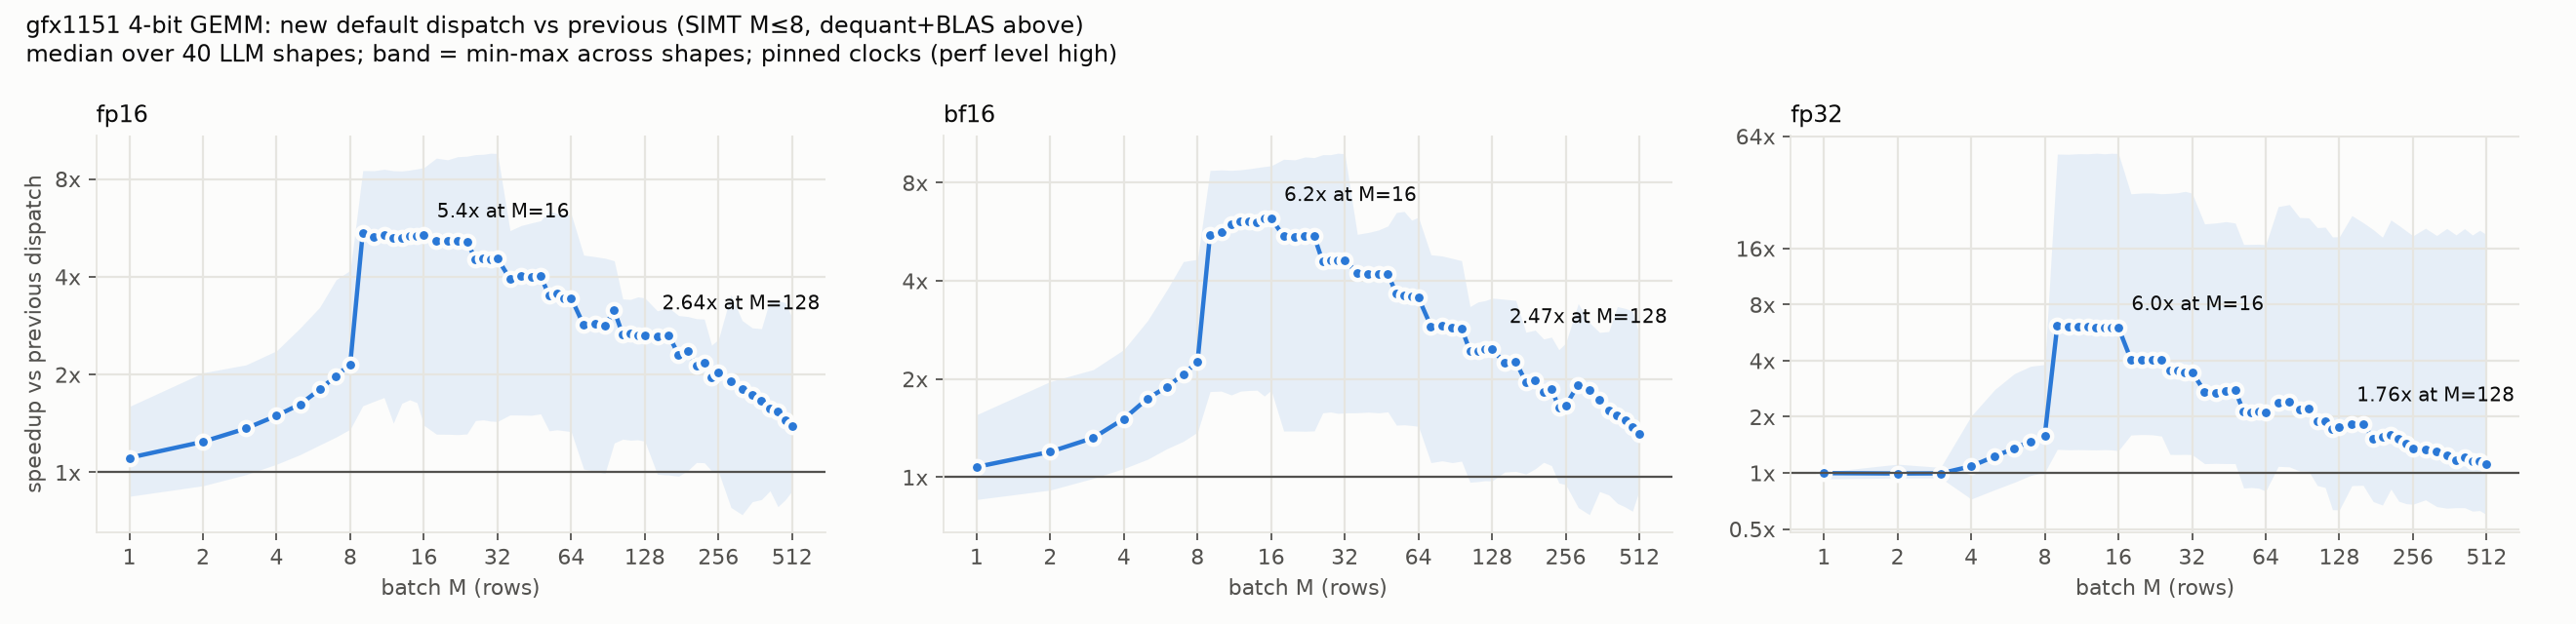 gfx1151 4-bit GEMM: new default dispatch vs previous (SIMT M≤8, dequant+BLAS above)
median over 40 LLM shapes; band = min-max across shapes; pinned clocks (perf level high)
fp16
speedup vs previous dispatch
8x
4x
2x
1x
5.4x at M=16
2.64x at M=128
1 2 4 8 16 32 64 128 256 512
batch M (rows)
bf16
8x
4x
2x
1x
6.2x at M=16
2.47x at M=128
1 2 4 8 16 32 64 128 256 512
batch M (rows)
fp32
64x
16x
8x
4x
2x
1x
0.5x
6.0x at M=16
1.76x at M=128
1 2 4 8 16 32 64 128 256 512
batch M (rows)